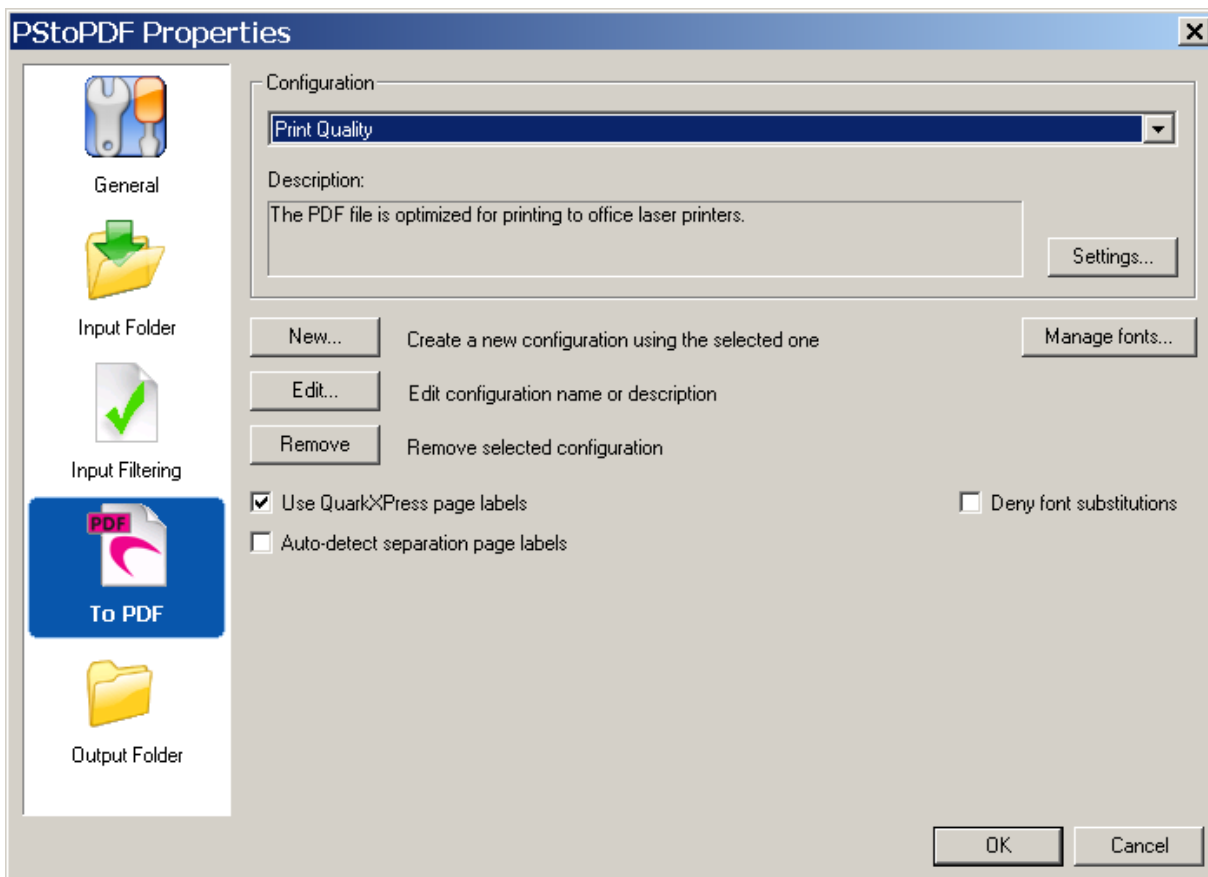 PStoPDF Properties
General
Input Folder
Input Filtering
PDF
To PDF
Output Folder
Configuration
Print Quality
Description:
The PDF file is optimized for printing to office laser printers.
Settings...
New... Create a new configuration using the selected one Manage fonts...
Edit... Edit configuration name or description
Remove Remove selected configuration
Use QuarkXPress page labels Deny font substitutions
Auto-detect separation page labels
OK Cancel